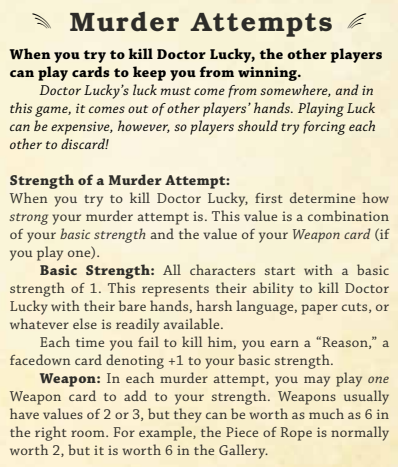 Murder Attempts
When you try to kill Doctor Lucky, the other players
can play cards to keep you from winning.
Doctor Lucky's luck must come from somewhere, and in
this game, it comes out of other players' hands. Playing Luck
can be expensive, however, so players should try forcing each
other to discard!
Strength of a Murder Attempt:
When you try to kill Doctor Lucky, first determine how
strong your murder attempt is. This value is a combination
of your basic strength and the value of your Weapon card (if
you play one).
Basic Strength: All characters start with a basic
strength of 1. This represents their ability to kill Doctor
Lucky with their bare hands, harsh language, paper cuts, or
whatever else is readily available.
Each time you fail to kill him, you earn a “Reason,” a
facedown card denoting +1 to your basic strength.
Weapon: In each murder attempt, you may play one
Weapon card to add to your strength. Weapons usually
have values of 2 or 3, but they can be worth as much as 6 in
the right room. For example, the Piece of Rope is normally
worth 2, but it is worth 6 in the Gallery.